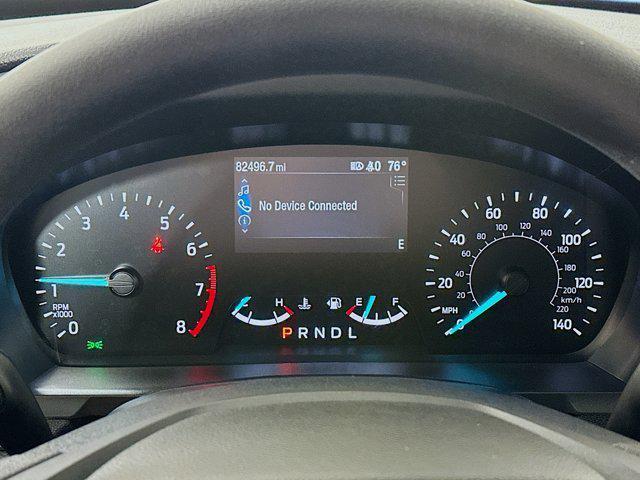 82496.7 mi 76°
No Device Connected
E
0 1 2 3 4 5 6 7 8
RPM
x1000
C H
E F
P R N D L
0 20 40 60 80 100 120 140
MPH
20 40 60 80 100 120 140 160 180 200 220
km/h